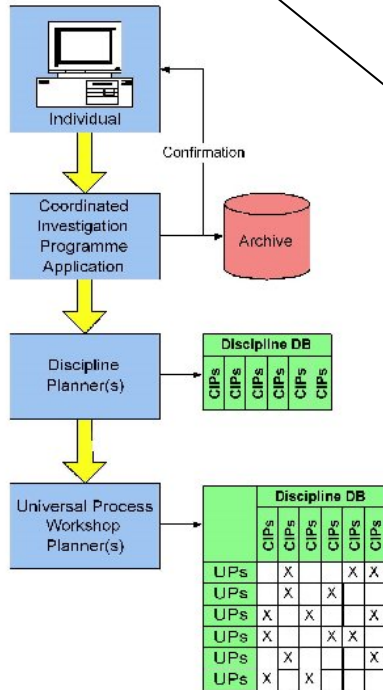 Individual
Confirmation
Coordinated
Investigation
Programme
Application
Archive
Discipline
Planner(s)
Discipline DB
CIPs CIPs CIPs CIPs CIPs CIPs
Universal Process
Workshop
Planner(s)
Discipline DB
CIPs CIPs CIPs CIPs CIPs CIPs
UPs X X X
UPs X X
UPs X X X
UPs X X X
UPs X X
UPs X X